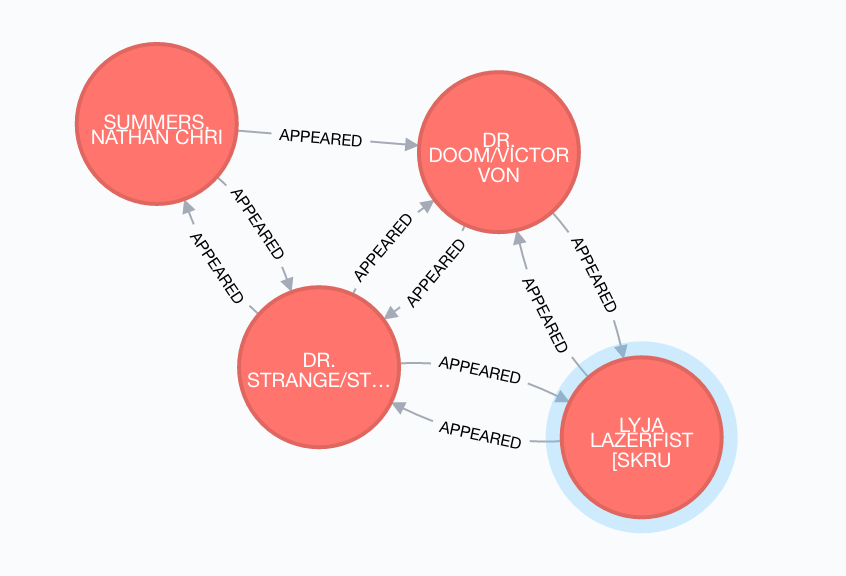 SUMMERS,
NATHAN CHRI
APPEARED
DR.
DOOM/VICTOR
VON
APPEARED
APPEARED
APPEARED
APPEARED
APPEARED
APPEARED
DR.
STRANGE/ST…
APPEARED
APPEARED
LYJA
LAZERFIST
[SKRU